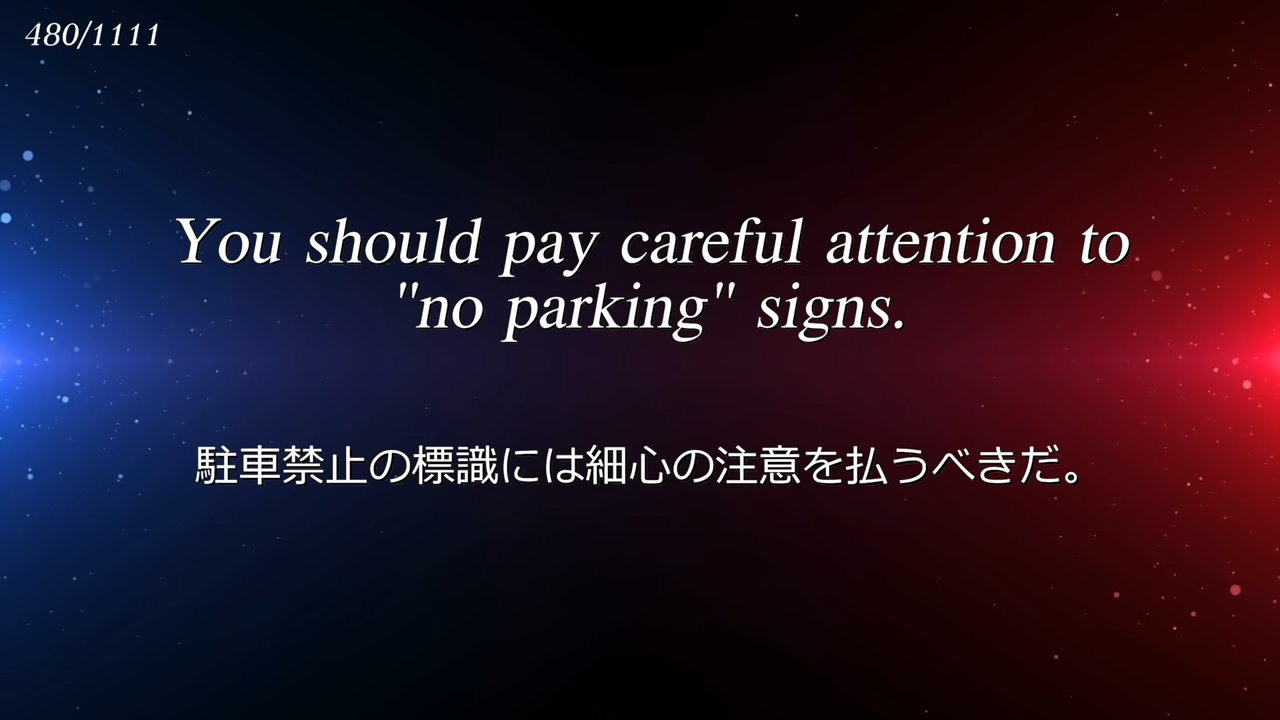 480/1111
You should pay careful attention to
"no parking" signs.
駐車禁止の標識には細心の注意を払うべきだ。